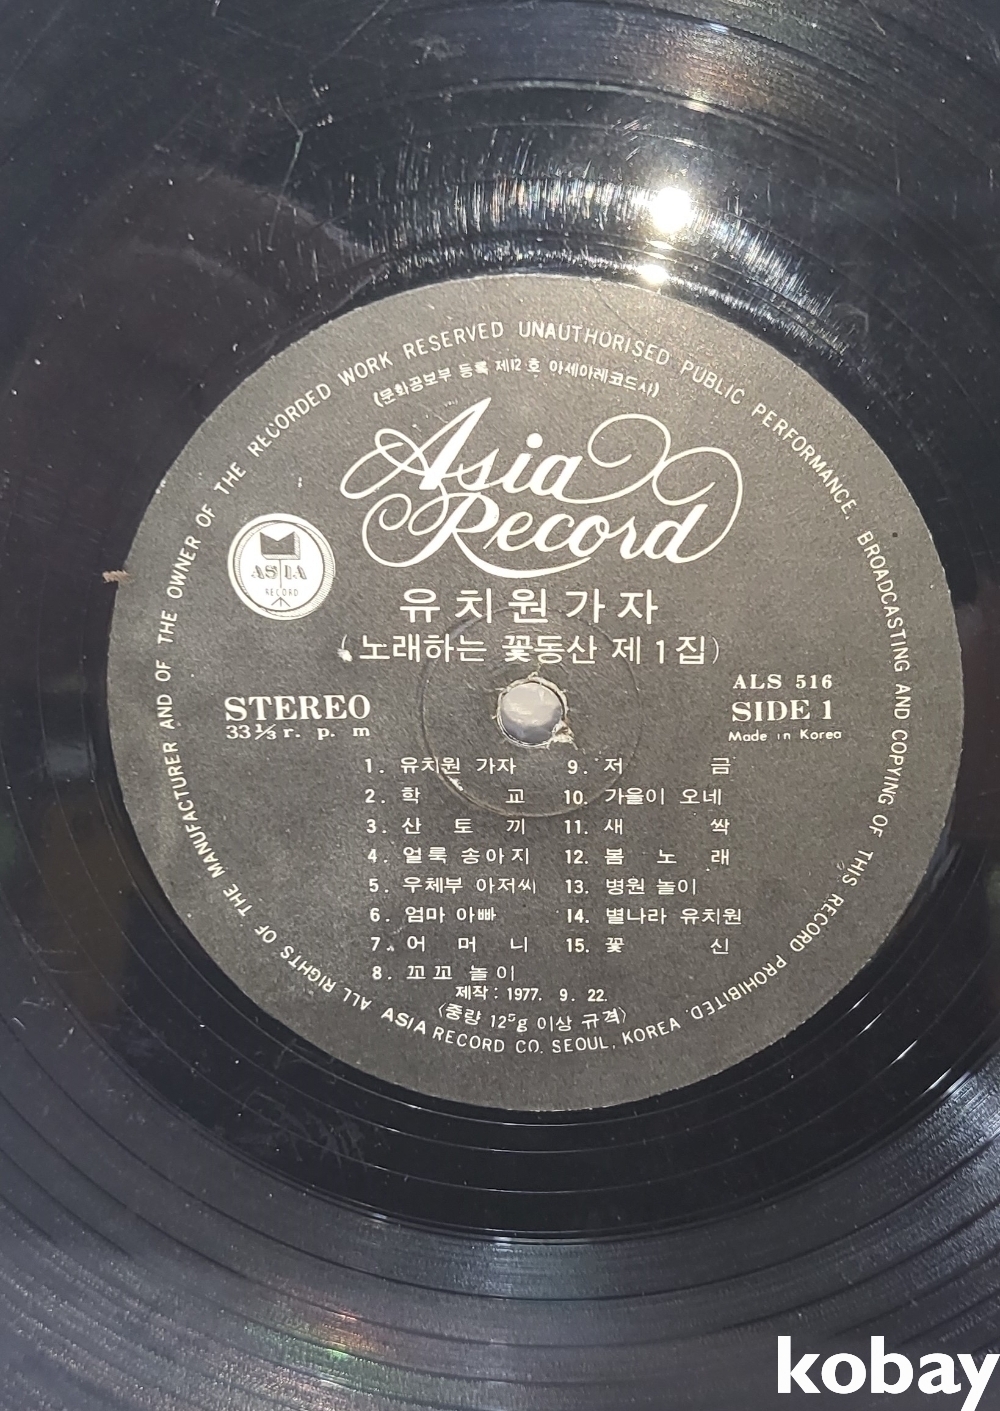 ALL RIGHTS OF THE MANUFACTURER AND OF THE OWNER OF THE RECORDED WORK RESERVED UNAUTHORISED PUBLIC PERFORMANCE. BROADCASTING AND COPYING OF THIS RECORD PROHIBITED.
(문화공보부 등록 제12호 아세아레코드사)
Asia
Record
ASIA
RECORD
유치원가자
(노래하는 꽃동산 제1집)
STEREO
33⅓ r. p. m
ALS 516
SIDE 1
Made in Korea
1. 유치원 가자
2. 학 교
3. 산 토 끼
4. 얼룩 송아지
5. 우체부 아저씨
6. 엄마 아빠
7. 어 머 니
8. 꼬꼬 놀이
9. 저 금
10. 가을이 오네
11. 새 싹
12. 봄 노 래
13. 병원 놀이
14. 별나라 유치원
15. 꽃 신
제작 : 1977. 9. 22.
〈중량 125g 이상 규격〉
ASIA RECORD CO. SEOUL, KOREA
kobay